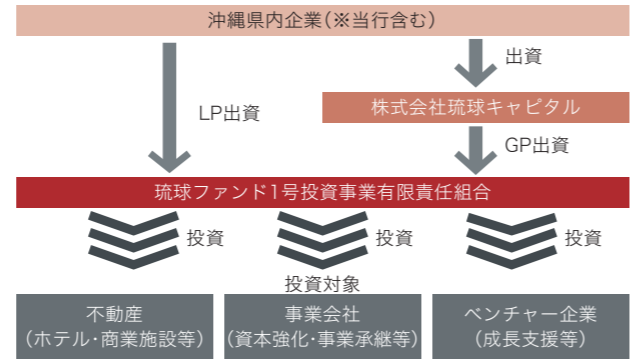 沖縄県内企業(※当行含む)
出資
LP出資
株式会社琉球キャピタル
GP出資
琉球ファンド1号投資事業有限責任組合
投資
投資
投資
投資対象
不動産
(ホテル・商業施設等)
事業会社
(資本強化・事業承継等)
ベンチャー企業
(成長支援等)